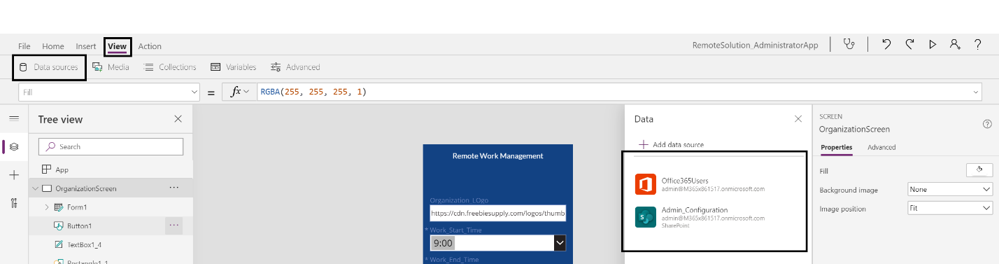 File Home Insert View Action RemoteSolution_AdministratorApp ?
Data sources Media Collections Variables Advanced
Fill = fx RGBA(255, 255, 255, 1)
Tree view
Search
App
OrganizationScreen
Form1
Button1
TextBox1_4
Rectangle1_1
Remote Work Management
Organization_LOgo
https://cdn.freebiesupply.com/logos/thumb
* Work_Start_Time
9:00
* Work_End_Time
Data
Add data source
Office365Users
admin@M365x861517.onmicrosoft.com
Admin_Configuration
admin@M365x861517.onmicrosoft.com
SharePoint
SCREEN
OrganizationScreen
Properties Advanced
Fill
Background image None
Image position Fit